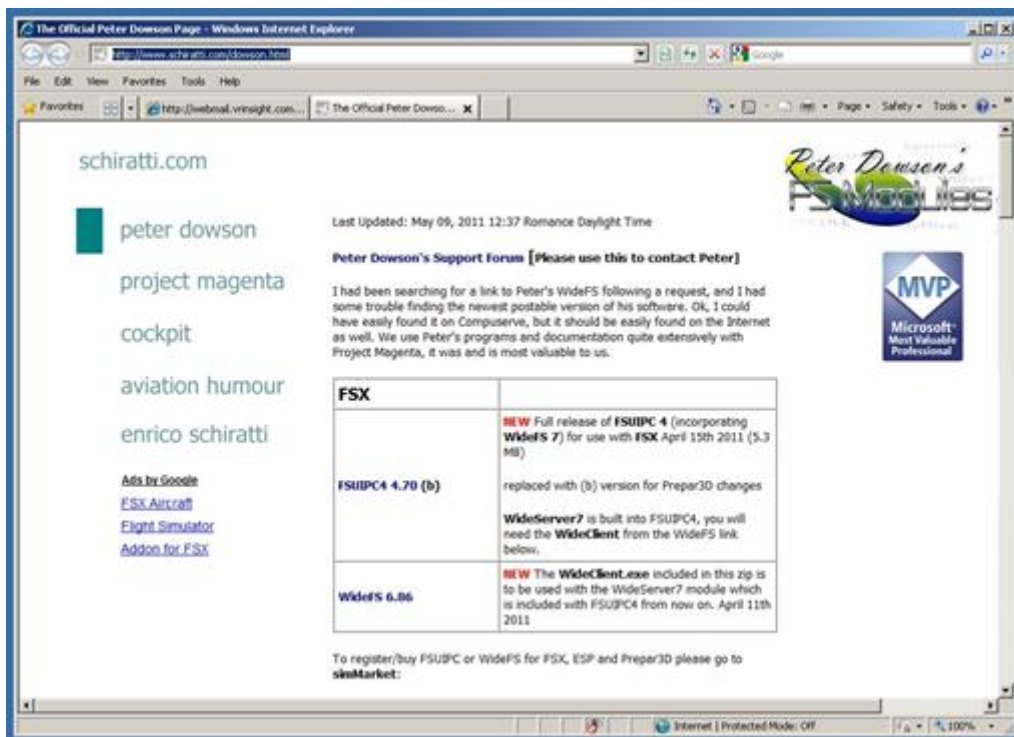 The Official Peter Dowson Page - Windows Internet Explorer
http://www.schiratti.com/dowson.html
Google
File Edit View Favorites Tools Help
Favorites
http://webmail.vrinsight.com...
The Official Peter Dowso...
Page
Safety
Tools
schiratti.com
Peter Dowson's
FS Modules
peter dowson
project magenta
cockpit
aviation humour
enrico schiratti
Ads by Google
FSX Aircraft
Flight Simulator
Addon for FSX
Last Updated: May 09, 2011 12:37 Romance Daylight Time
Peter Dowson's Support Forum [Please use this to contact Peter]
I had been searching for a link to Peter's WideFS following a request, and I had
some trouble finding the newest postable version of his software. Ok, I could
have easily found it on Compuserve, but it should be easily found on the Internet
as well. We use Peter's programs and documentation quite extensively with
Project Magenta, it was and is most valuable to us.
MVP
Microsoft
Most Valuable
Professional
FSX
FSUIPC4 4.70 (b)
NEW Full release of FSUIPC 4 (incorporating
WideFS 7) for use with FSX April 15th 2011 (5.3
MB)
replaced with (b) version for Prepar3D changes
WideServer7 is built into FSUIPC4, you will
need the WideClient from the WideFS link
below.
WideFS 6.86
NEW The WideClient.exe included in this zip is
to be used with the WideServer7 module which
is included with FSUIPC4 from now on. April 11th
2011
To register/buy FSUIPC or WideFS for FSX, ESP and Prepar3D please go to
simMarket:
Internet | Protected Mode: Off
100%